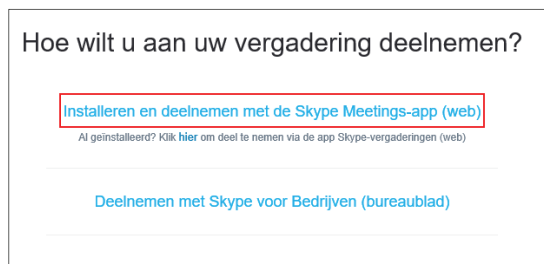 Hoe wilt u aan uw vergadering deelnemen?
Installeren en deelnemen met de Skype Meetings-app (web)
Al geïnstalleerd? Klik hier om deel te nemen via de app Skype-vergaderingen (web)
Deelnemen met Skype voor Bedrijven (bureaublad)